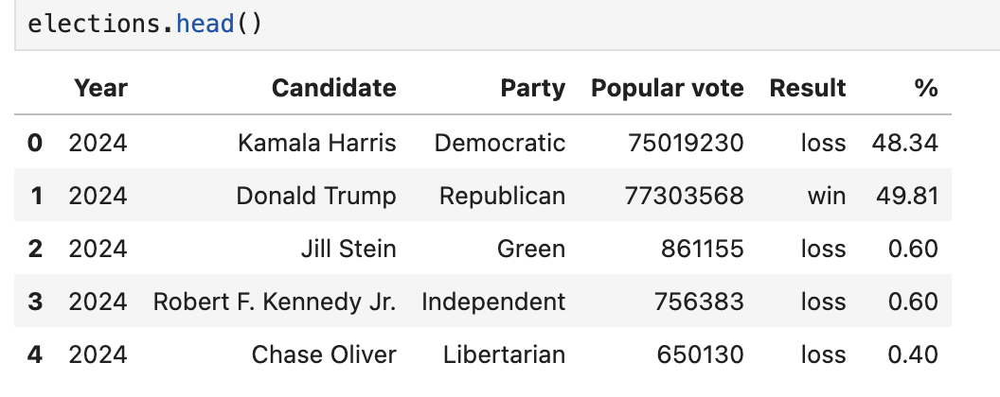 elections.head()
Year Candidate Party Popular vote Result %
0 2024 Kamala Harris Democratic 75019230 loss 48.34
1 2024 Donald Trump Republican 77303568 win 49.81
2 2024 Jill Stein Green 861155 loss 0.60
3 2024 Robert F. Kennedy Jr. Independent 756383 loss 0.60
4 2024 Chase Oliver Libertarian 650130 loss 0.40